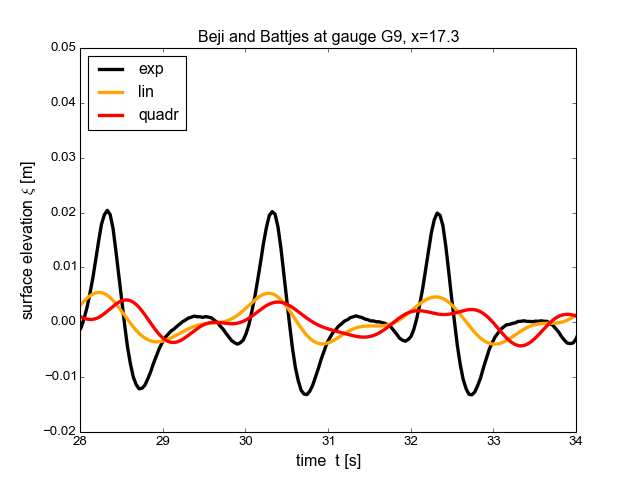 Beji and Battjes at gauge G9, x=17.3
0.05
0.04
0.03
0.02
0.01
0.00
−0.01
−0.02
surface elevation ξ [m]
exp
lin
quadr
28 29 30 31 32 33 34
time t [s]